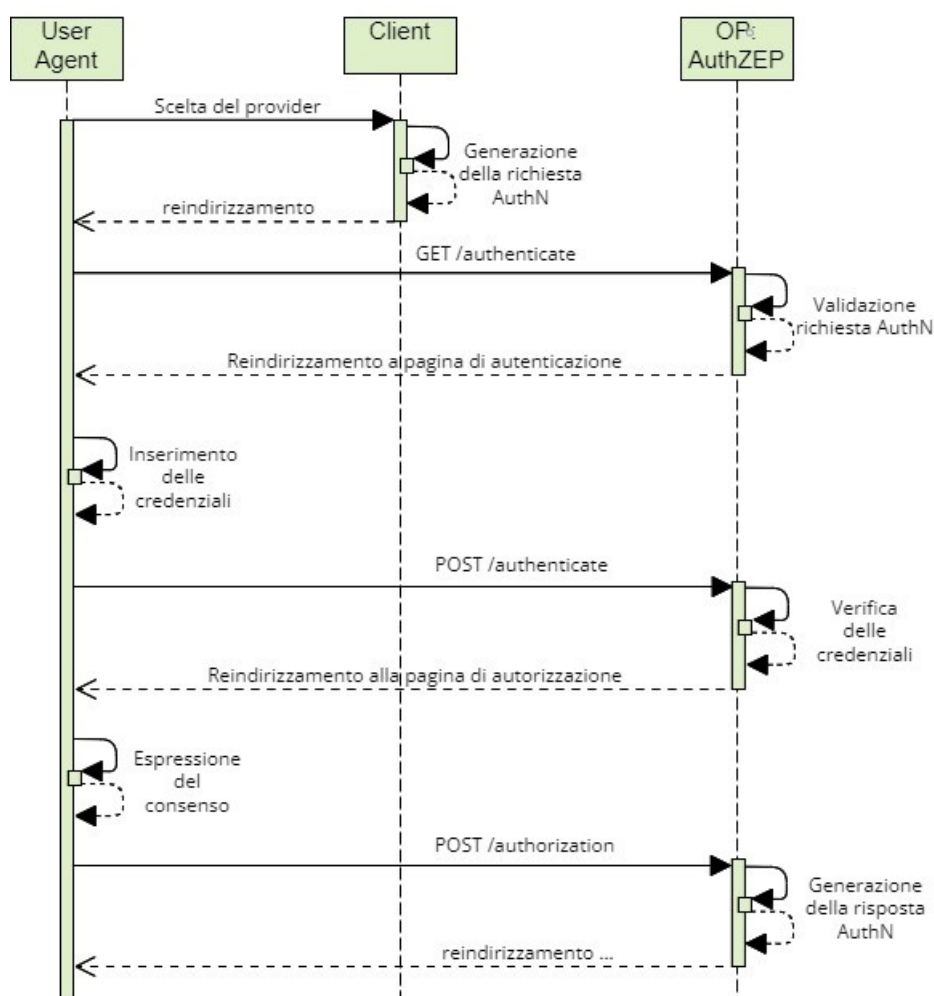 User
Agent
Client
OP:
AuthZEP
Scelta del provider
Generazione
della richiesta
AuthN
reindirizzamento
GET /authenticate
Validazione
richiesta AuthN
Reindirizzamento a pagina di autenticazione
Inserimento
delle
credenziali
POST /authenticate
Verifica
delle
credenziali
Reindirizzamento alla pagina di autorizzazione
Espressione
del
consenso
POST /authorization
Generazione
della risposta
AuthN
reindirizzamento ...